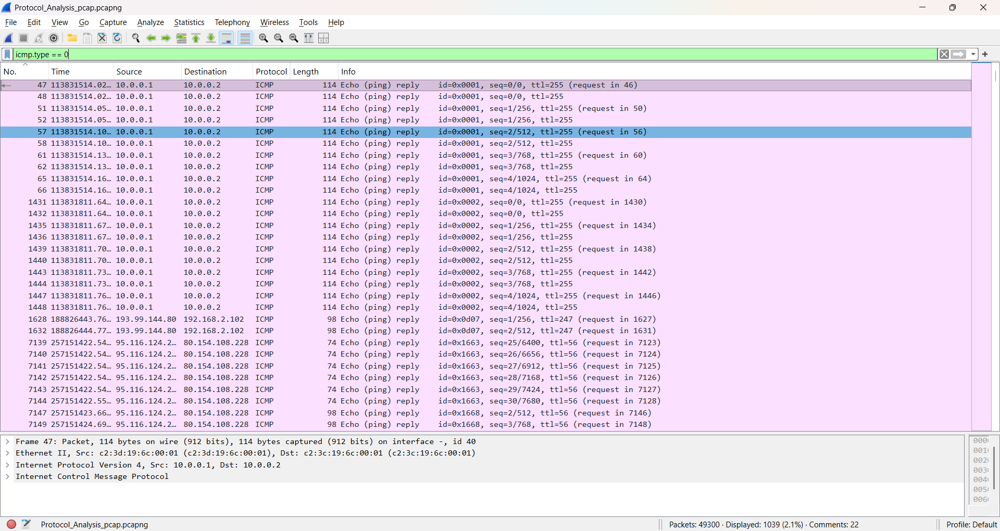 Protocol_Analysis_pcap.pcapng
File Edit View Go Capture Analyze Statistics Telephony Wireless Tools Help
icmp.type == 0
No. Time Source Destination Protocol Length Info
47 113831514.02… 10.0.0.1 10.0.0.2 ICMP 114 Echo (ping) reply id=0x0001, seq=0/0, ttl=255 (request in 46)
48 113831514.02… 10.0.0.1 10.0.0.2 ICMP 114 Echo (ping) reply id=0x0001, seq=0/0, ttl=255
51 113831514.05… 10.0.0.1 10.0.0.2 ICMP 114 Echo (ping) reply id=0x0001, seq=1/256, ttl=255 (request in 50)
52 113831514.05… 10.0.0.1 10.0.0.2 ICMP 114 Echo (ping) reply id=0x0001, seq=1/256, ttl=255
57 113831514.10… 10.0.0.1 10.0.0.2 ICMP 114 Echo (ping) reply id=0x0001, seq=2/512, ttl=255 (request in 56)
58 113831514.10… 10.0.0.1 10.0.0.2 ICMP 114 Echo (ping) reply id=0x0001, seq=2/512, ttl=255
61 113831514.13… 10.0.0.1 10.0.0.2 ICMP 114 Echo (ping) reply id=0x0001, seq=3/768, ttl=255 (request in 60)
62 113831514.13… 10.0.0.1 10.0.0.2 ICMP 114 Echo (ping) reply id=0x0001, seq=3/768, ttl=255
65 113831514.16… 10.0.0.1 10.0.0.2 ICMP 114 Echo (ping) reply id=0x0001, seq=4/1024, ttl=255 (request in 64)
66 113831514.16… 10.0.0.1 10.0.0.2 ICMP 114 Echo (ping) reply id=0x0001, seq=4/1024, ttl=255
1431 113831811.64… 10.0.0.1 10.0.0.2 ICMP 114 Echo (ping) reply id=0x0002, seq=0/0, ttl=255 (request in 1430)
1432 113831811.64… 10.0.0.1 10.0.0.2 ICMP 114 Echo (ping) reply id=0x0002, seq=0/0, ttl=255
1435 113831811.67… 10.0.0.1 10.0.0.2 ICMP 114 Echo (ping) reply id=0x0002, seq=1/256, ttl=255 (request in 1434)
1436 113831811.67… 10.0.0.1 10.0.0.2 ICMP 114 Echo (ping) reply id=0x0002, seq=1/256, ttl=255
1439 113831811.70… 10.0.0.1 10.0.0.2 ICMP 114 Echo (ping) reply id=0x0002, seq=2/512, ttl=255 (request in 1438)
1440 113831811.70… 10.0.0.1 10.0.0.2 ICMP 114 Echo (ping) reply id=0x0002, seq=2/512, ttl=255
1443 113831811.73… 10.0.0.1 10.0.0.2 ICMP 114 Echo (ping) reply id=0x0002, seq=3/768, ttl=255 (request in 1442)
1444 113831811.73… 10.0.0.1 10.0.0.2 ICMP 114 Echo (ping) reply id=0x0002, seq=3/768, ttl=255
1447 113831811.76… 10.0.0.1 10.0.0.2 ICMP 114 Echo (ping) reply id=0x0002, seq=4/1024, ttl=255 (request in 1446)
1448 113831811.76… 10.0.0.1 10.0.0.2 ICMP 114 Echo (ping) reply id=0x0002, seq=4/1024, ttl=255
1628 188826443.76… 193.99.144.80 192.168.2.102 ICMP 98 Echo (ping) reply id=0x0d07, seq=1/256, ttl=247 (request in 1627)
1632 188826444.77… 193.99.144.80 192.168.2.102 ICMP 98 Echo (ping) reply id=0x0d07, seq=2/512, ttl=247 (request in 1631)
7139 257151422.54… 95.116.124.2… 80.154.108.228 ICMP 74 Echo (ping) reply id=0x1663, seq=25/6400, ttl=56 (request in 7123)
7140 257151422.54… 95.116.124.2… 80.154.108.228 ICMP 74 Echo (ping) reply id=0x1663, seq=26/6656, ttl=56 (request in 7124)
7141 257151422.54… 95.116.124.2… 80.154.108.228 ICMP 74 Echo (ping) reply id=0x1663, seq=27/6912, ttl=56 (request in 7125)
7142 257151422.54… 95.116.124.2… 80.154.108.228 ICMP 74 Echo (ping) reply id=0x1663, seq=28/7168, ttl=56 (request in 7126)
7143 257151422.54… 95.116.124.2… 80.154.108.228 ICMP 74 Echo (ping) reply id=0x1663, seq=29/7424, ttl=56 (request in 7127)
7144 257151422.55… 95.116.124.2… 80.154.108.228 ICMP 74 Echo (ping) reply id=0x1663, seq=30/7680, ttl=56 (request in 7128)
7147 257151423.66… 95.116.124.2… 80.154.108.228 ICMP 98 Echo (ping) reply id=0x1668, seq=2/512, ttl=56 (request in 7146)
7149 257151424.69… 95.116.124.2… 80.154.108.228 ICMP 98 Echo (ping) reply id=0x1668, seq=3/768, ttl=56 (request in 7148)
Frame 47: Packet, 114 bytes on wire (912 bits), 114 bytes captured (912 bits) on interface -, id 40
Ethernet II, Src: c2:3d:19:6c:00:01 (c2:3d:19:6c:00:01), Dst: c2:3c:19:6c:00:01 (c2:3c:19:6c:00:01)
Internet Protocol Version 4, Src: 10.0.0.1, Dst: 10.0.0.2
Internet Control Message Protocol
Protocol_Analysis_pcap.pcapng
Packets: 49300 · Displayed: 1039 (2.1%) · Comments: 22
Profile: Default